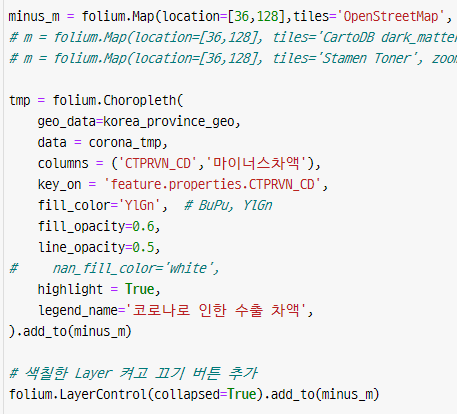 minus_m = folium.Map(location=[36,128],tiles='OpenStreetMap',
# m = folium.Map(location=[36,128], tiles='CartoDB dark_matter
# m = folium.Map(location=[36,128], tiles='Stamen Toner', zoom
tmp = folium.Choropleth(
    geo_data=korea_province_geo,
    data = corona_tmp,
    columns = ('CTPRVN_CD','마이너스차액'),
    key_on = 'feature.properties.CTPRVN_CD',
    fill_color='YlGn',  # BuPu, YlGn
    fill_opacity=0.6,
    line_opacity=0.5,
#     nan_fill_color='white',
    highlight = True,
    legend_name='코로나로 인한 수출 차액',
).add_to(minus_m)
# 색칠한 Layer 켜고 끄기 버튼 추가
folium.LayerControl(collapsed=True).add_to(minus_m)